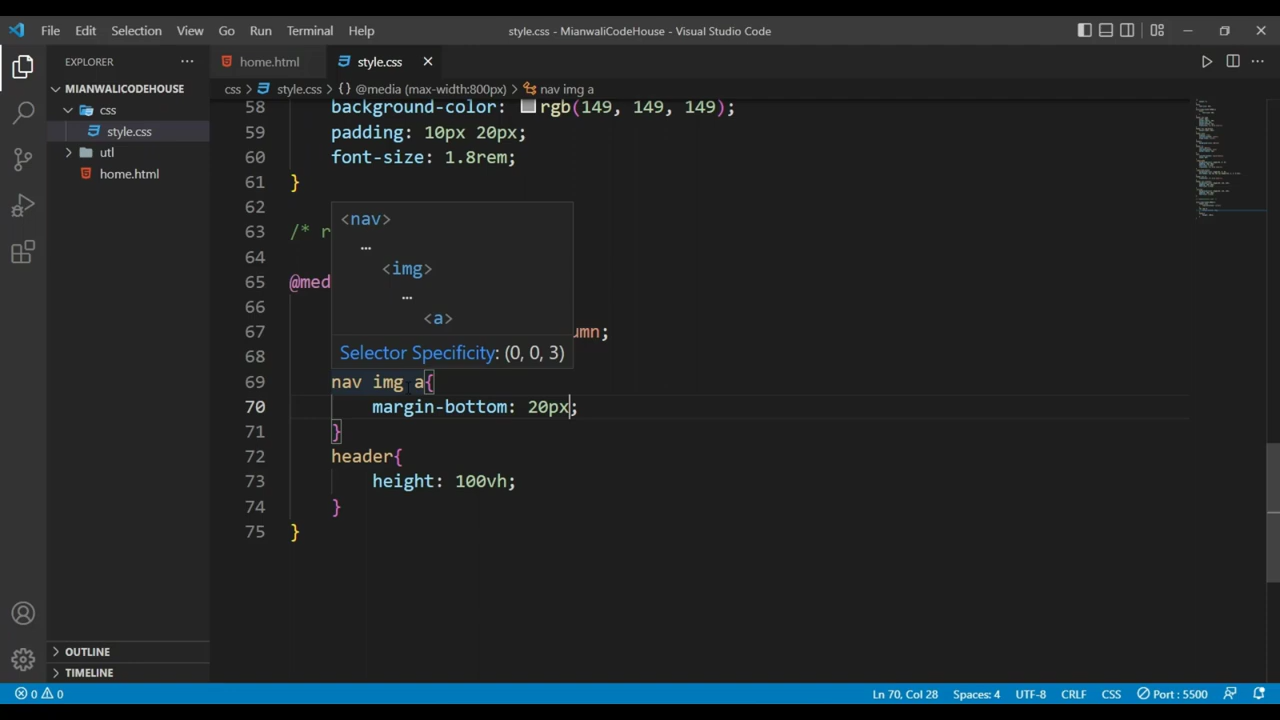 File Edit Selection View Go Run Terminal Help
style.css - MianwaliCodeHouse - Visual Studio Code
EXPLORER
home.html
style.css
MIANWALICODEHOUSE
css
style.css
utl
home.html
css > style.css > {} @media (max-width:800px) > nav img a
58 background-color: rgb(149, 149, 149);
59 padding: 10px 20px;
60 font-size: 1.8rem;
61 }
62
63 /* r
64
65 @med
66
67 umn;
68
<nav>
…
<img>
…
<a>
Selector Specificity: (0, 0, 3)
69 nav img a{
70 margin-bottom: 20px;
71 }
72 header{
73 height: 100vh;
74 }
75 }
OUTLINE
TIMELINE
0 0
Ln 70, Col 28 Spaces: 4 UTF-8 CRLF CSS Port : 5500